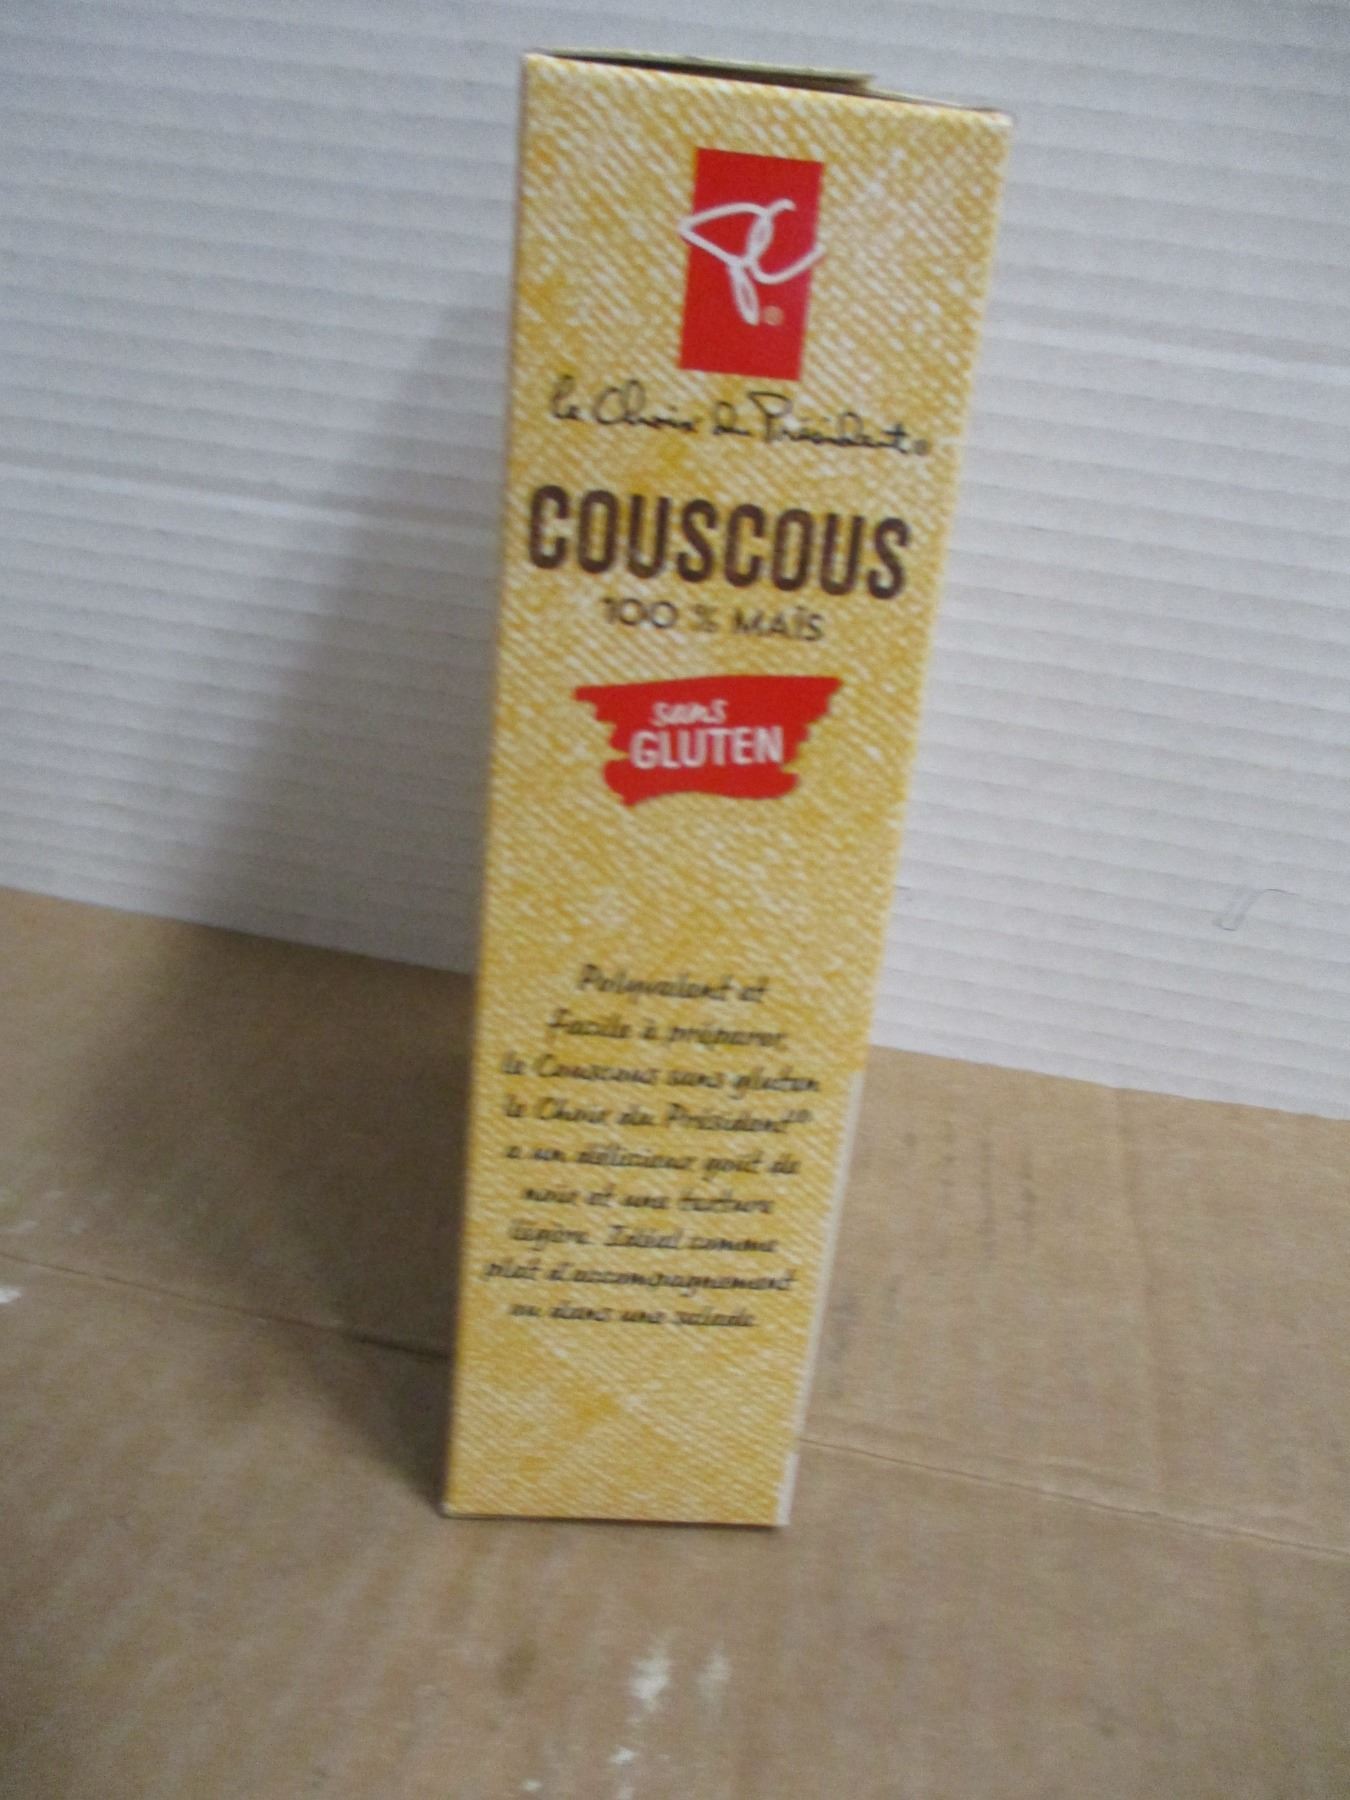 PC®
le Choix du Président®
COUSCOUS
100 % MAÏS
sans
GLUTEN
Polyvalent et
facile à préparer,
le Couscous sans gluten
le Choix du Président®
a un délicieux goût de
maïs et une texture
légère. Idéal comme
plat d'accompagnement
ou dans une salade.